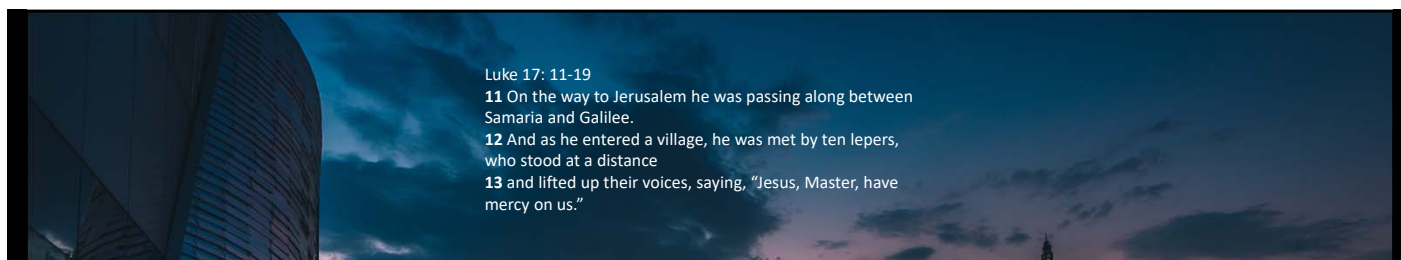 Luke 17: 11-19
11 On the way to Jerusalem he was passing along between
Samaria and Galilee.
12 And as he entered a village, he was met by ten lepers,
who stood at a distance
13 and lifted up their voices, saying, “Jesus, Master, have
mercy on us.”